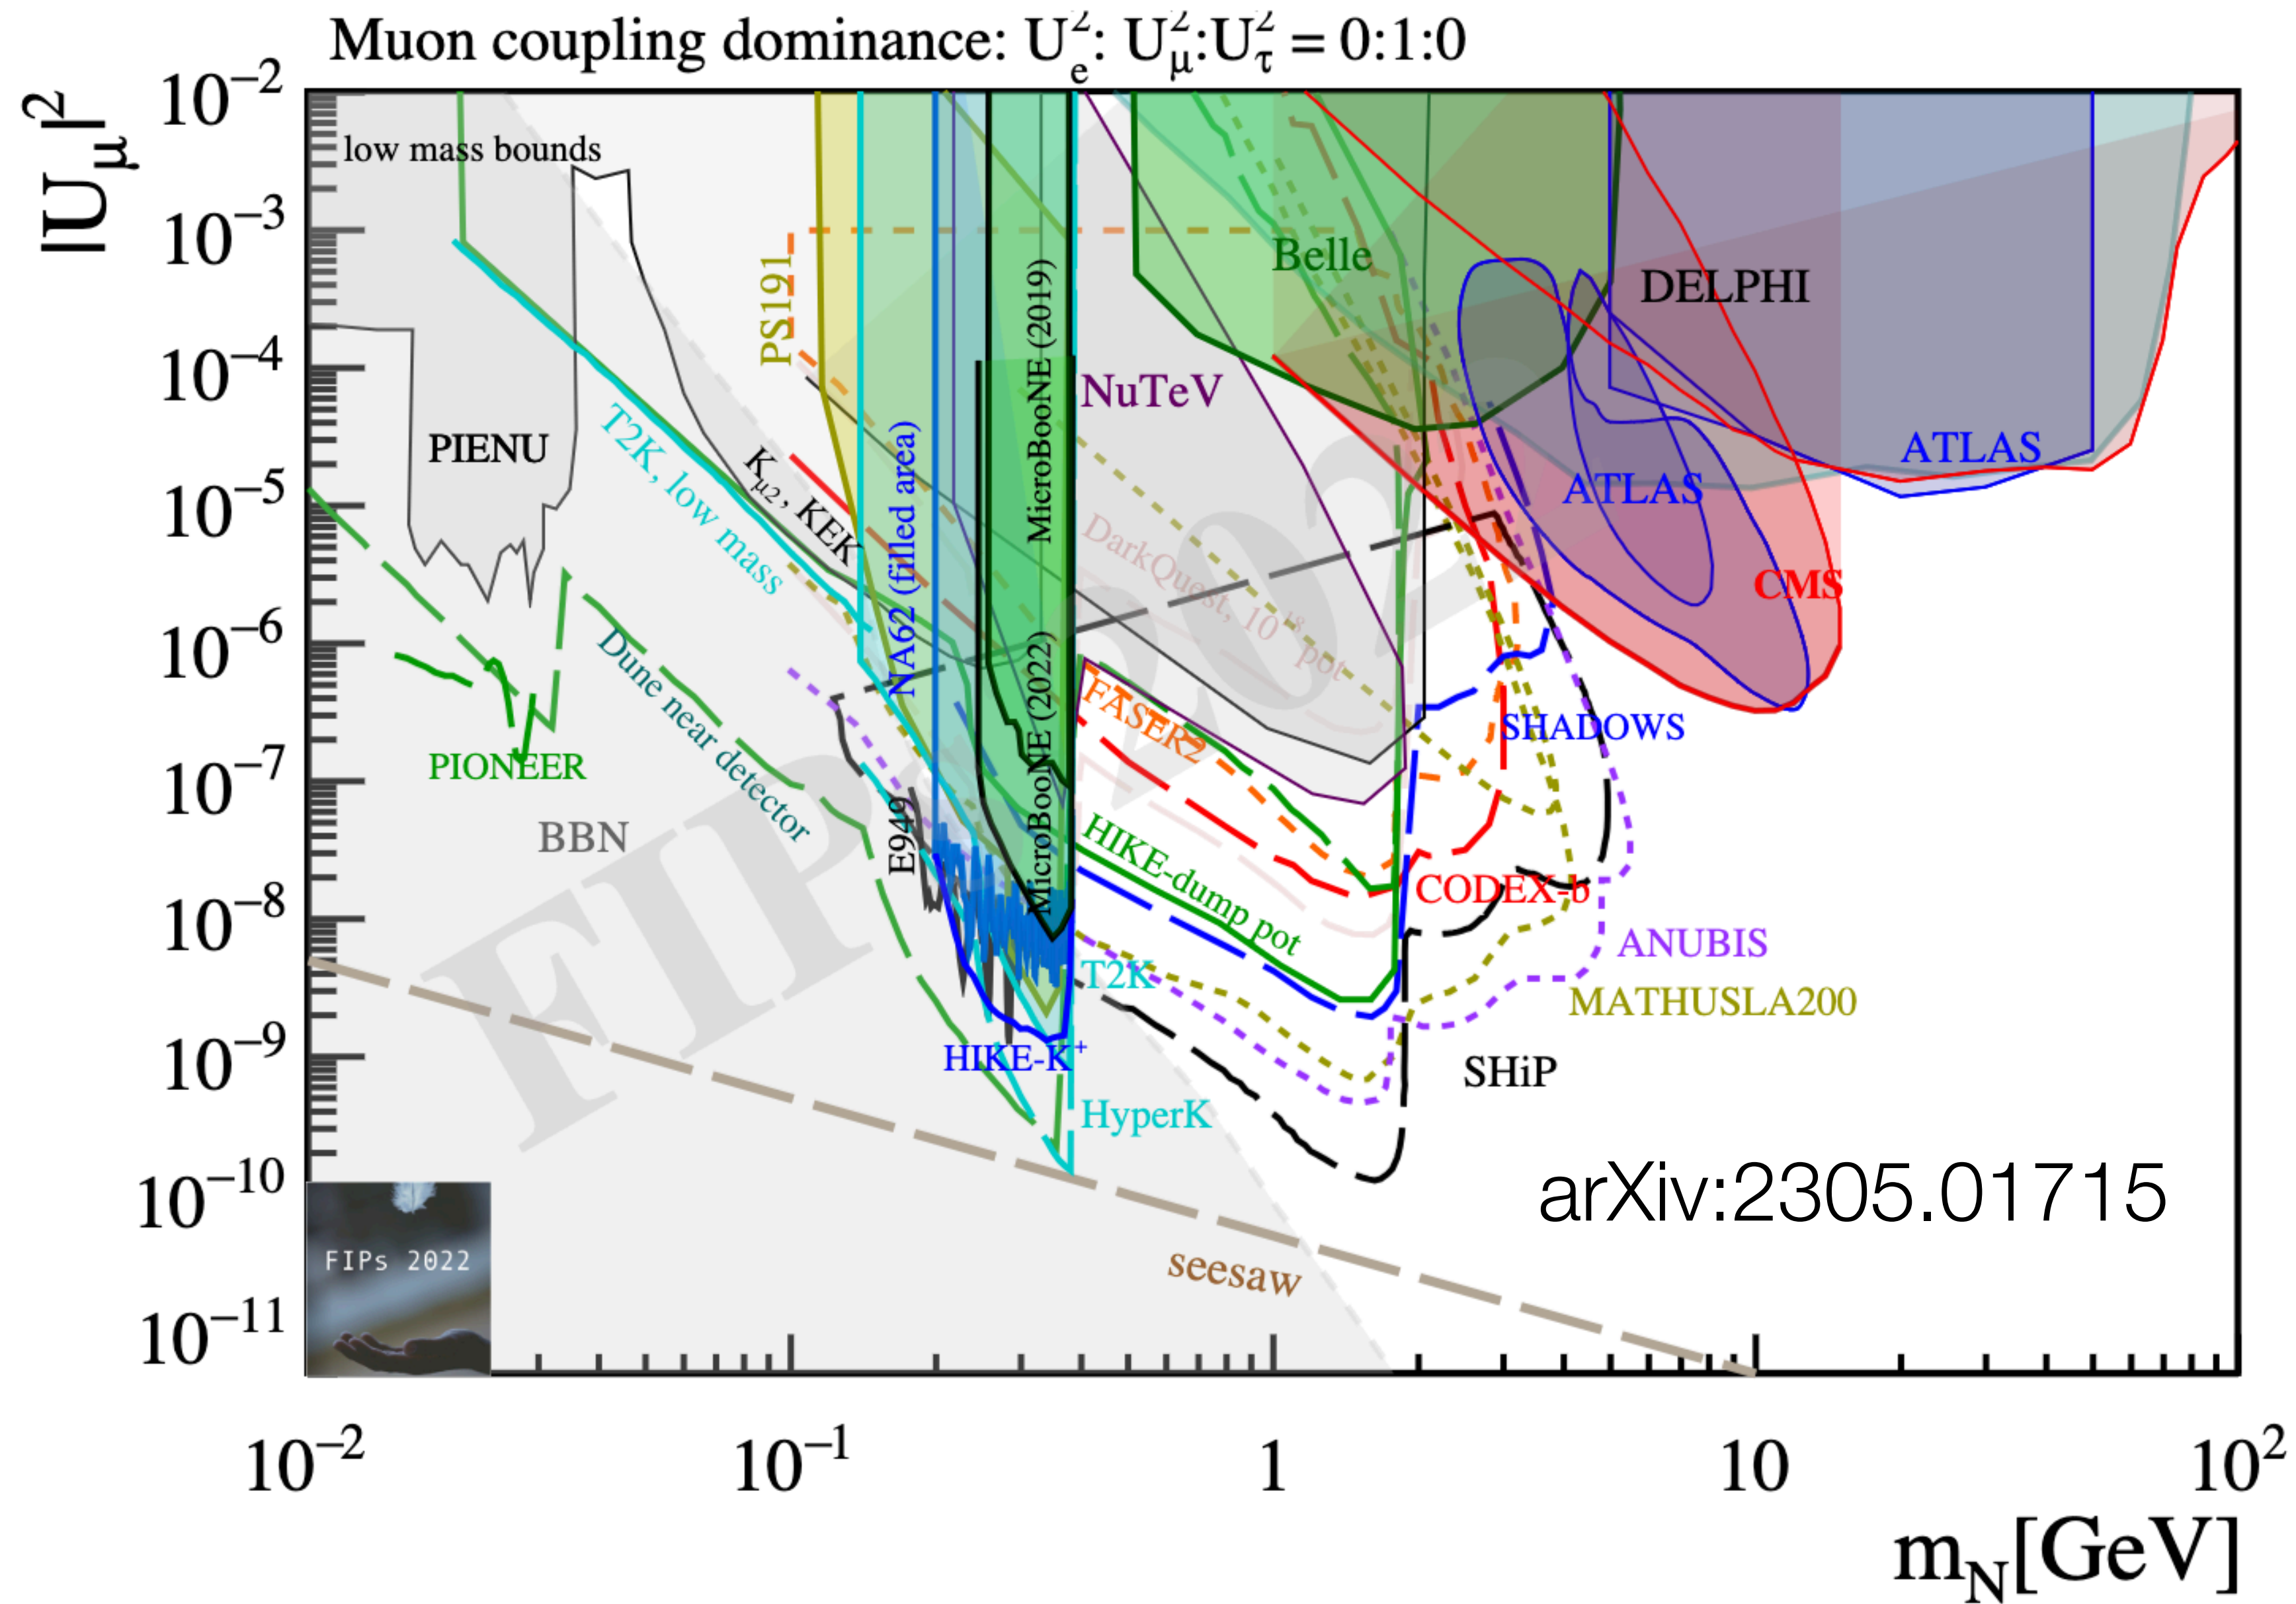 Muon coupling dominance: U²e: U²μ:U²τ = 0:1:0
|Uμ|²
10⁻²
10⁻³
10⁻⁴
10⁻⁵
10⁻⁶
10⁻⁷
10⁻⁸
10⁻⁹
10⁻¹⁰
10⁻¹¹
low mass bounds
PS191
Belle
DELPHI
MicroBooNE (2019)
NuTeV
PIENU
T2K, low mass
Kμ2, KEK
NA62 (filled area)
ATLAS
ATLAS
DarkQuest, 10¹⁸ pot
CMS
Dune near detector
MicroBooNE (2022)
FASER2
SHADOWS
PIONEER
BBN
E949
HIKE-dump pot
CODEX-b
ANUBIS
T2K
MATHUSLA200
HIKE-K⁺
SHiP
HyperK
FIPs 2022
arXiv:2305.01715
seesaw
FIPs 2022
10⁻²
10⁻¹
1
10
10²
mN[GeV]